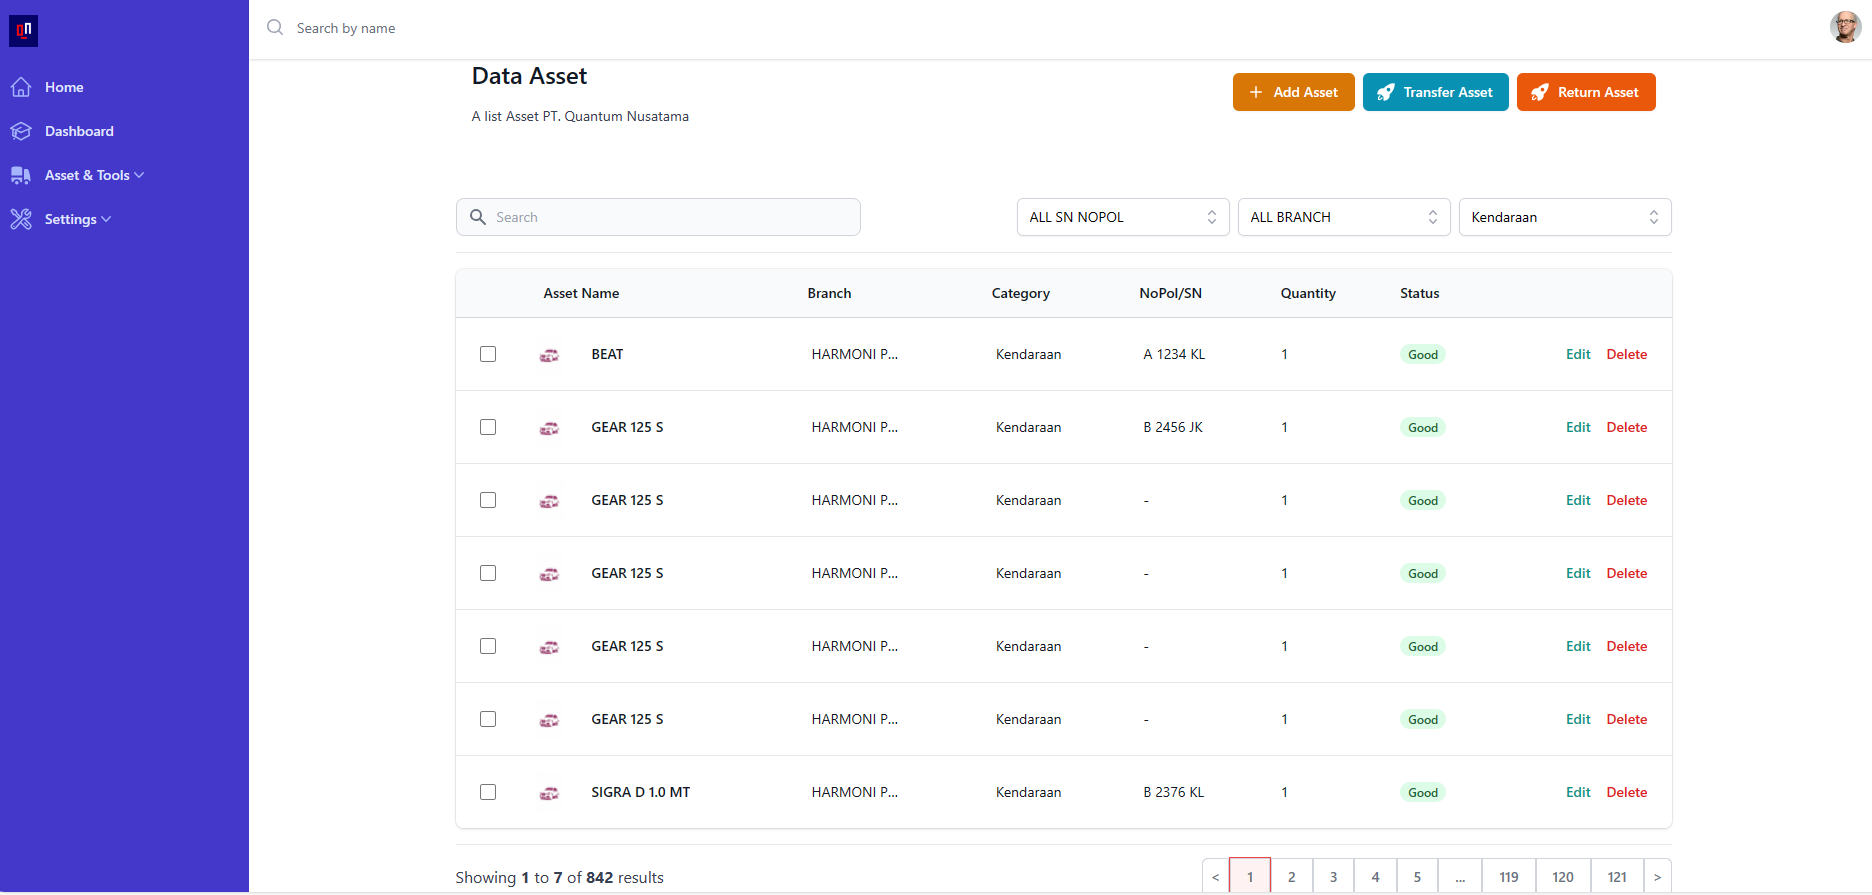 Search by name
Home
Dashboard
Asset & Tools
Settings
Data Asset
A list Asset PT. Quantum Nusatama
Add Asset
Transfer Asset
Return Asset
Search
ALL SN NOPOL
ALL BRANCH
Kendaraan
Asset Name Branch Category NoPol/SN Quantity Status
BEAT HARMONI P... Kendaraan A 1234 KL 1 Good Edit Delete
GEAR 125 S HARMONI P... Kendaraan B 2456 JK 1 Good Edit Delete
GEAR 125 S HARMONI P... Kendaraan - 1 Good Edit Delete
GEAR 125 S HARMONI P... Kendaraan - 1 Good Edit Delete
GEAR 125 S HARMONI P... Kendaraan - 1 Good Edit Delete
GEAR 125 S HARMONI P... Kendaraan - 1 Good Edit Delete
SIGRA D 1.0 MT HARMONI P... Kendaraan B 2376 KL 1 Good Edit Delete
Showing 1 to 7 of 842 results
< 1 2 3 4 5 ... 119 120 121 >